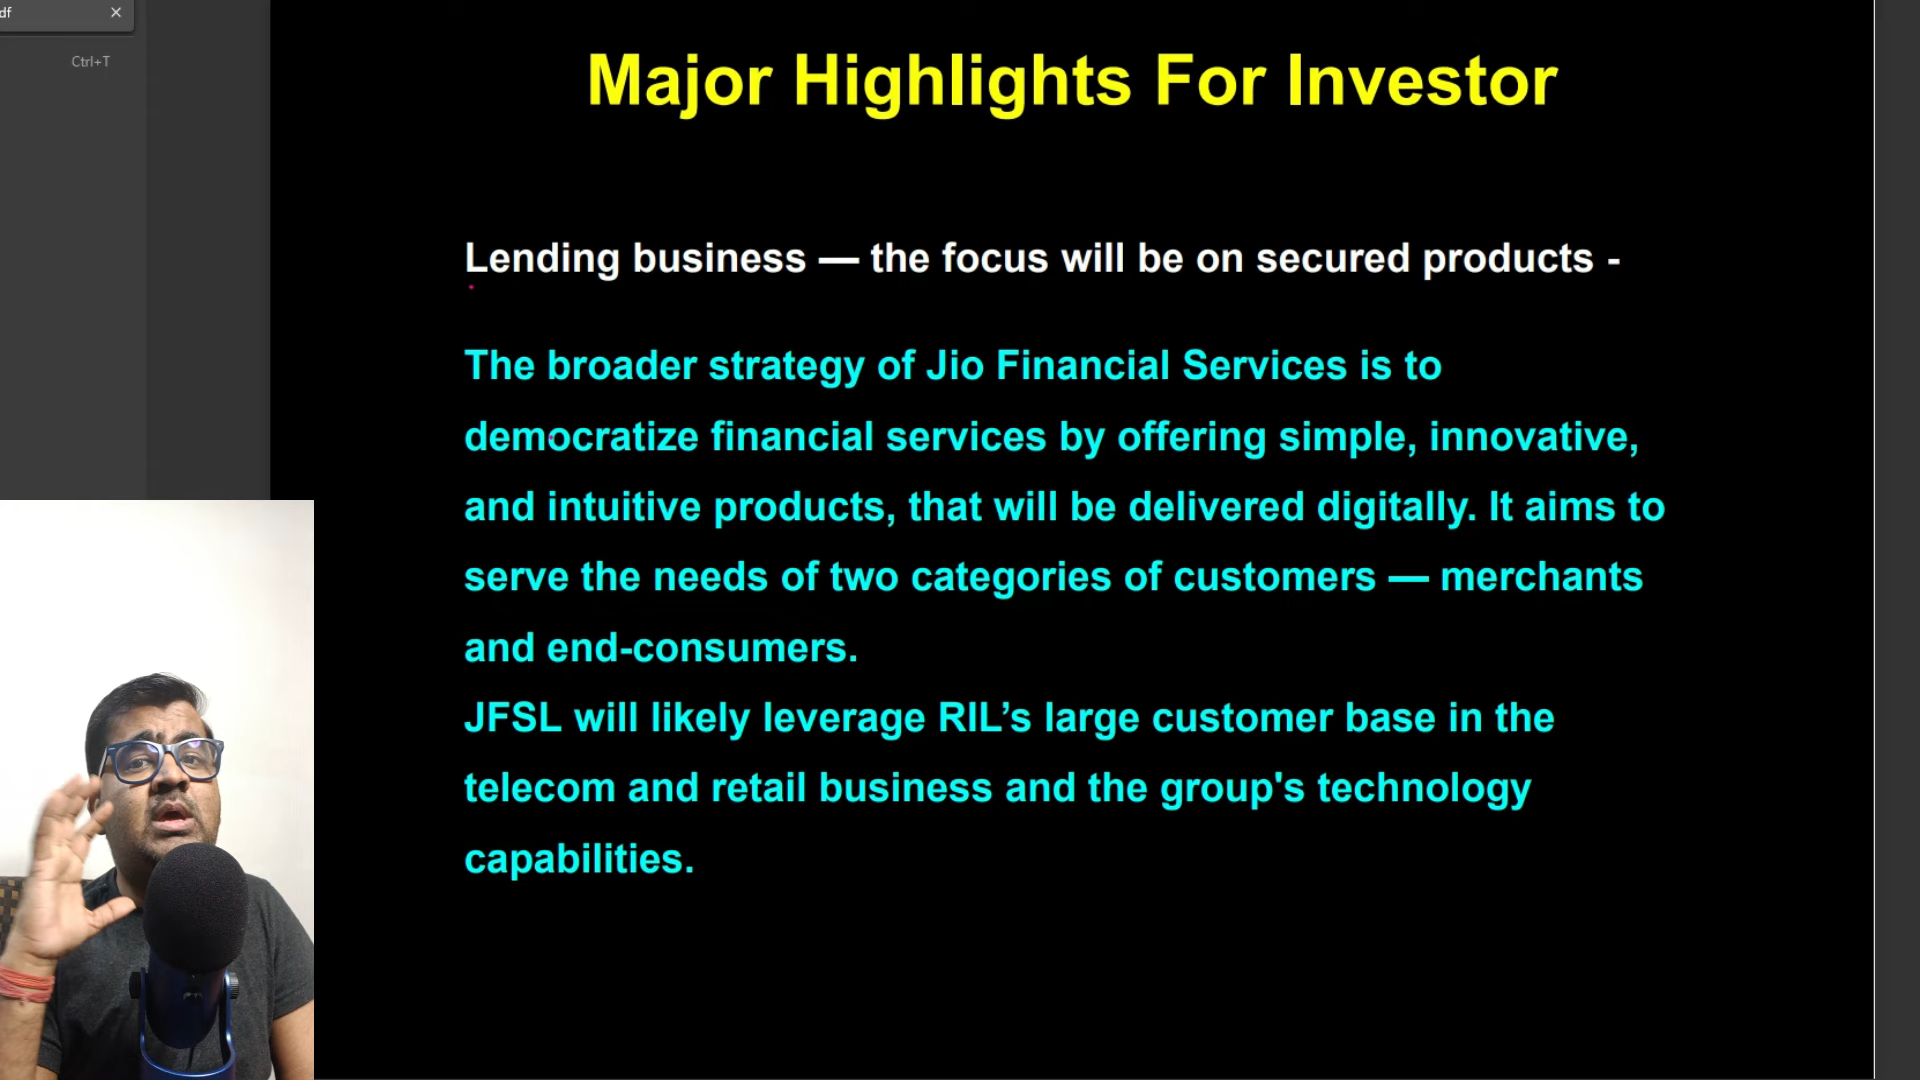 df ×
Ctrl+T
Major Highlights For Investor
Lending business — the focus will be on secured products -
The broader strategy of Jio Financial Services is to
democratize financial services by offering simple, innovative,
and intuitive products, that will be delivered digitally. It aims to
serve the needs of two categories of customers — merchants
and end-consumers.
JFSL will likely leverage RIL’s large customer base in the
telecom and retail business and the group's technology
capabilities.